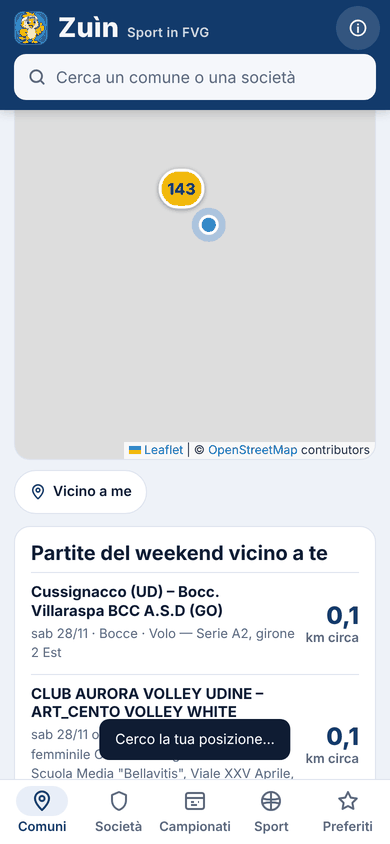 Zuìn Sport in FVG
Cerca un comune o una società
143
Leaflet | © OpenStreetMap contributors
Vicino a me
Partite del weekend vicino a te
Cussignacco (UD) – Bocc.
Villaraspa BCC A.S.D (GO)
sab 28/11 · Bocce · Volo — Serie A2, girone
2 Est
0,1
km circa
CLUB AURORA VOLLEY UDINE –
ART_CENTO VOLLEY WHITE
sab 28/11 o
femminile
Scuola Media "Bellavitis", Viale XXV Aprile,
0,1
km circa
Cerco la tua posizione…
Comuni
Società
Campionati
Sport
Preferiti